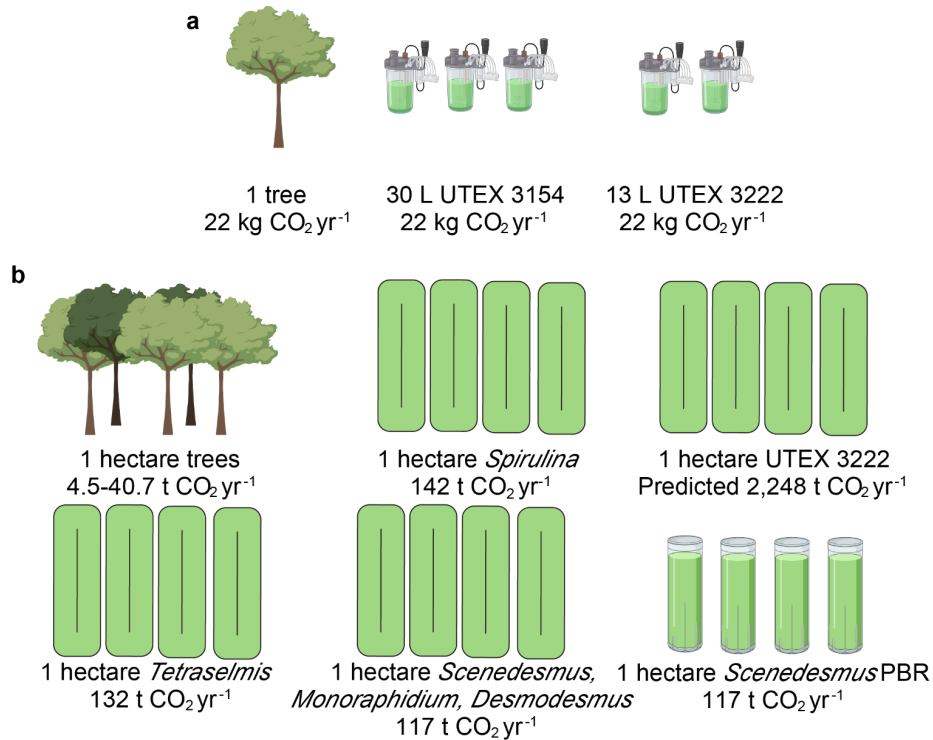 a
1 tree
22 kg CO₂ yr⁻¹
30 L UTEX 3154
22 kg CO₂ yr⁻¹
13 L UTEX 3222
22 kg CO₂ yr⁻¹
b
1 hectare trees
4.5-40.7 t CO₂ yr⁻¹
1 hectare Spirulina
142 t CO₂ yr⁻¹
1 hectare UTEX 3222
Predicted 2,248 t CO₂ yr⁻¹
1 hectare Tetraselmis
132 t CO₂ yr⁻¹
1 hectare Scenedesmus,
Monoraphidium, Desmodesmus
117 t CO₂ yr⁻¹
1 hectare Scenedesmus PBR
117 t CO₂ yr⁻¹